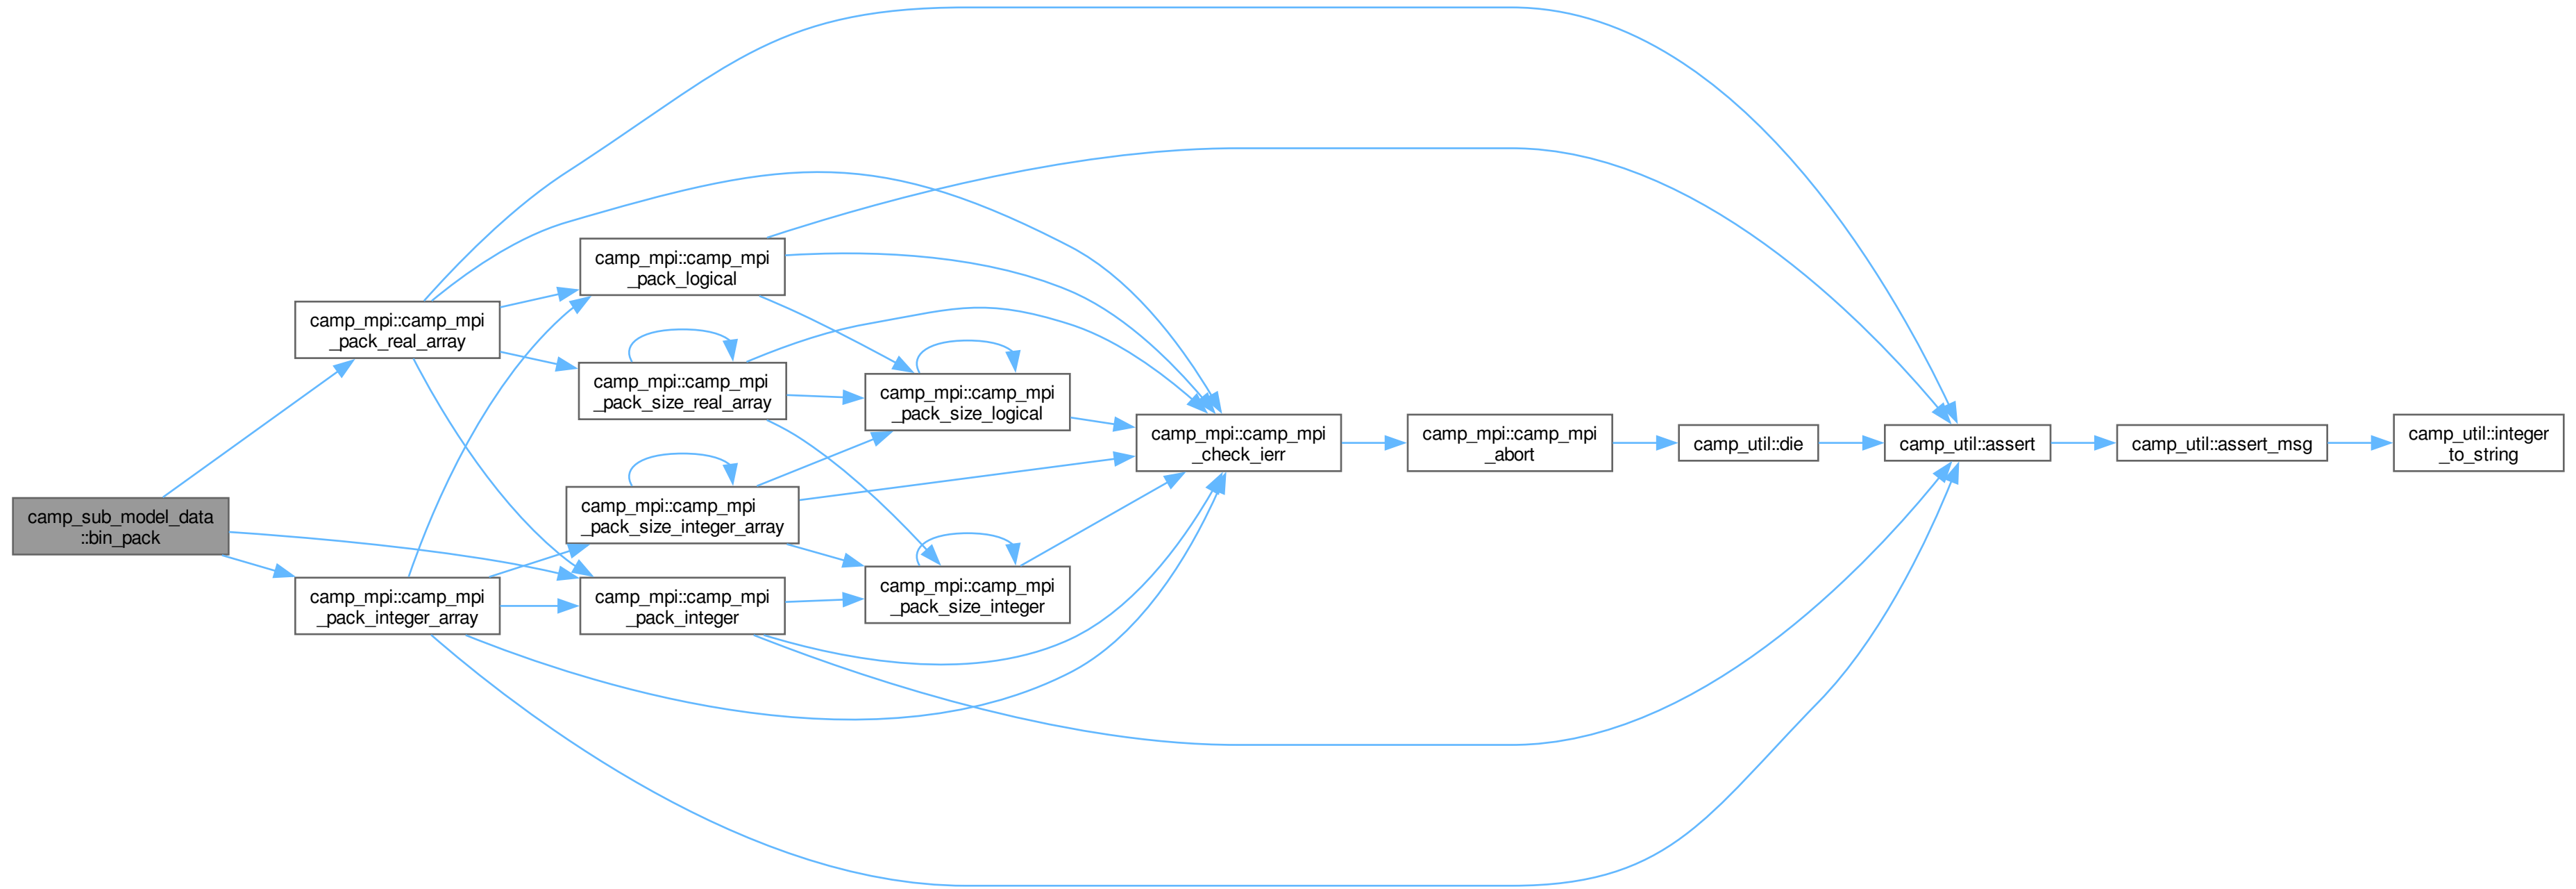 camp_sub_model_data
::bin_pack
camp_mpi::camp_mpi
_pack_real_array
camp_mpi::camp_mpi
_pack_integer_array
camp_mpi::camp_mpi
_pack_logical
camp_mpi::camp_mpi
_pack_size_real_array
camp_mpi::camp_mpi
_pack_size_integer_array
camp_mpi::camp_mpi
_pack_integer
camp_mpi::camp_mpi
_pack_size_logical
camp_mpi::camp_mpi
_pack_size_integer
camp_mpi::camp_mpi
_check_ierr
camp_mpi::camp_mpi
_abort
camp_util::die
camp_util::assert
camp_util::assert_msg
camp_util::integer
_to_string